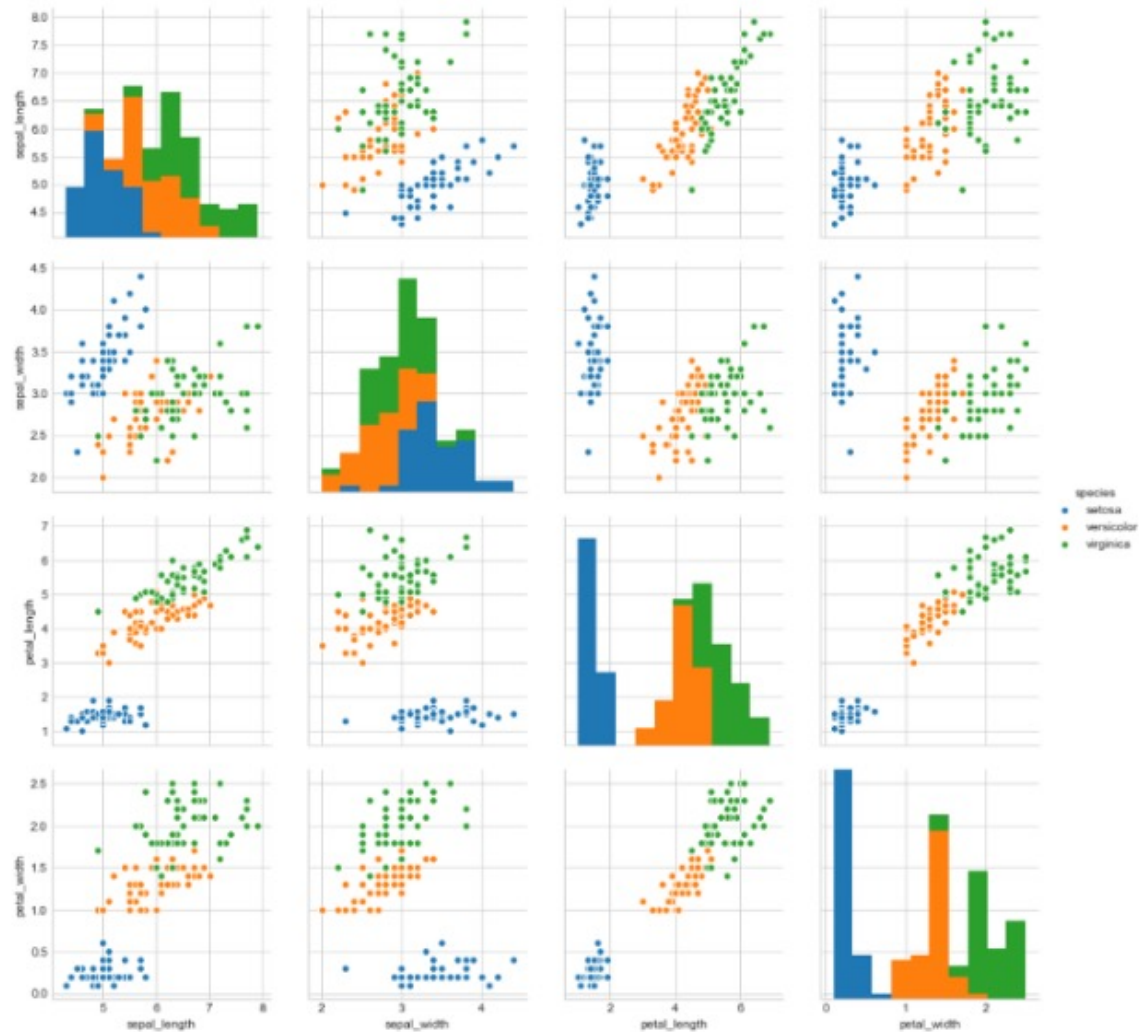 8.0
7.5
7.0
6.5
6.0
5.5
5.0
4.5
sepal_length
4.5
4.0
3.5
3.0
2.5
2.0
sepal_width
species
setosa
versicolor
virginica
7
6
5
4
3
2
1
petal_length
2.5
2.0
1.5
1.0
0.5
0.0
petal_width
5 6 7 8
2 3 4
2 4 6
0 1 2
sepal_length
sepal_width
petal_length
petal_width